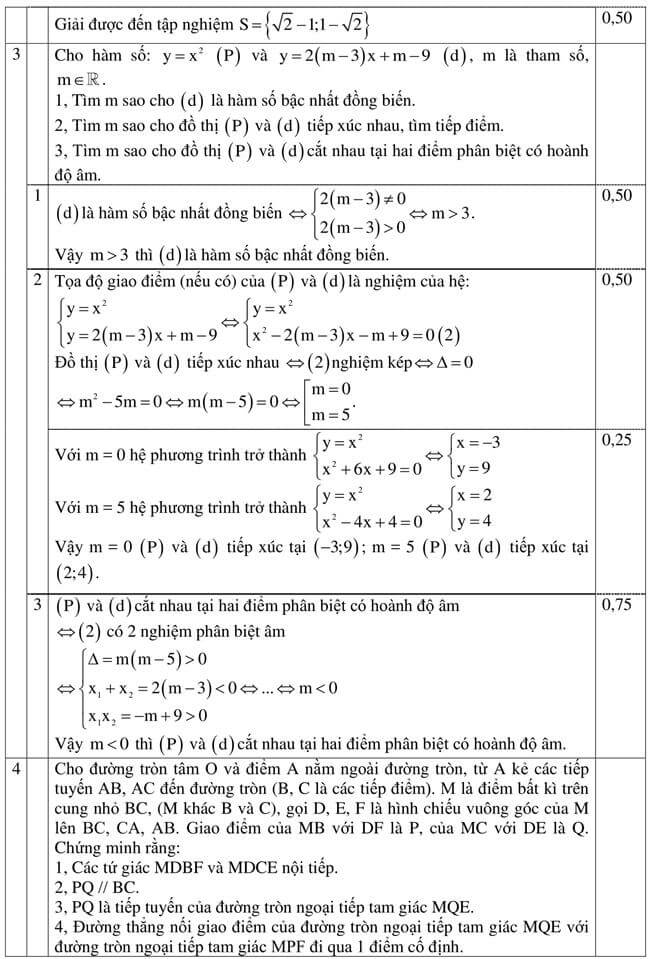 Giải được đến tập nghiệm S = {√2 − 1; 1 − √2} 0,50
3 Cho hàm số: y = x² (P) và y = 2(m − 3)x + m − 9 (d), m là tham số,
m ∈ ℝ.
1, Tìm m sao cho (d) là hàm số bậc nhất đồng biến.
2, Tìm m sao cho đồ thị (P) và (d) tiếp xúc nhau, tìm tiếp điểm.
3, Tìm m sao cho đồ thị (P) và (d) cắt nhau tại hai điểm phân biệt có hoành
độ âm.
1 (d) là hàm số bậc nhất đồng biến ⇔ { 2(m − 3) ≠ 0 ; 2(m − 3) > 0 ⇔ m > 3. 0,50
Vậy m > 3 thì (d) là hàm số bậc nhất đồng biến.
2 Tọa độ giao điểm (nếu có) của (P) và (d) là nghiệm của hệ: 0,50
{ y = x² ; y = 2(m − 3)x + m − 9 ⇔ { y = x² ; x² − 2(m − 3)x − m + 9 = 0 (2)
Đồ thị (P) và (d) tiếp xúc nhau ⇔ (2) nghiệm kép ⇔ Δ = 0
⇔ m² − 5m = 0 ⇔ m(m − 5) = 0 ⇔ [ m = 0 ; m = 5 .
Với m = 0 hệ phương trình trở thành { y = x² ; x² + 6x + 9 = 0 ⇔ { x = −3 ; y = 9 0,25
Với m = 5 hệ phương trình trở thành { y = x² ; x² − 4x + 4 = 0 ⇔ { x = 2 ; y = 4
Vậy m = 0 (P) và (d) tiếp xúc tại (−3;9); m = 5 (P) và (d) tiếp xúc tại
(2;4).
3 (P) và (d) cắt nhau tại hai điểm phân biệt có hoành độ âm 0,75
⇔ (2) có 2 nghiệm phân biệt âm
⇔ { Δ = m(m − 5) > 0 ; x₁ + x₂ = 2(m − 3) < 0 ; x₁x₂ = −m + 9 > 0 ⇔ ... ⇔ m < 0
Vậy m < 0 thì (P) và (d) cắt nhau tại hai điểm phân biệt có hoành độ âm.
4 Cho đường tròn tâm O và điểm A nằm ngoài đường tròn, từ A kẻ các tiếp
tuyến AB, AC đến đường tròn (B, C là các tiếp điểm). M là điểm bất kì trên
cung nhỏ BC, (M khác B và C), gọi D, E, F là hình chiếu vuông góc của M
lên BC, CA, AB. Giao điểm của MB với DF là P, của MC với DE là Q.
Chứng minh rằng:
1, Các tứ giác MDBF và MDCE nội tiếp.
2, PQ // BC.
3, PQ là tiếp tuyến của đường tròn ngoại tiếp tam giác MQE.
4, Đường thẳng nối giao điểm của đường tròn ngoại tiếp tam giác MQE với
đường tròn ngoại tiếp tam giác MPF đi qua 1 điểm cố định.